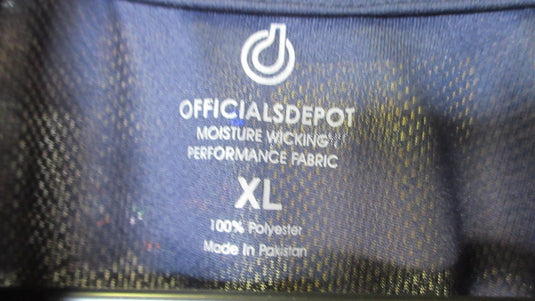 OFFICIALSDEPOT
MOISTURE WICKING
PERFORMANCE FABRIC
XL
100% Polyester
Made In Pakistan